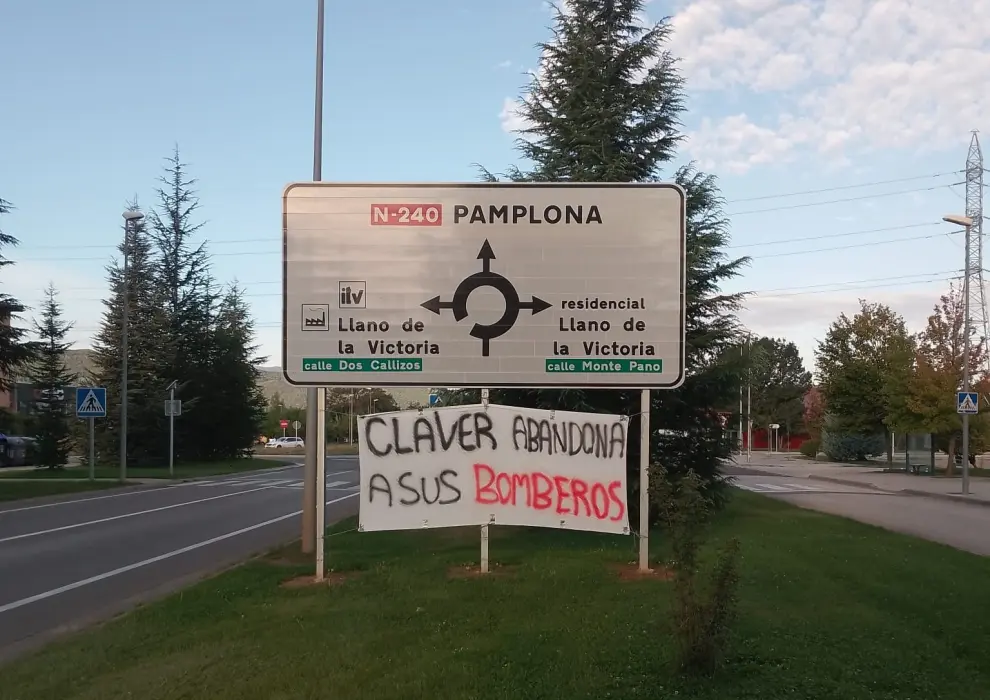 N-240 PAMPLONA
itv
Llano de
la Victoria
calle Dos Callizos
residencial
Llano de
la Victoria
calle Monte Pano
CLAVER ABANDONA
A SUS BOMBEROS